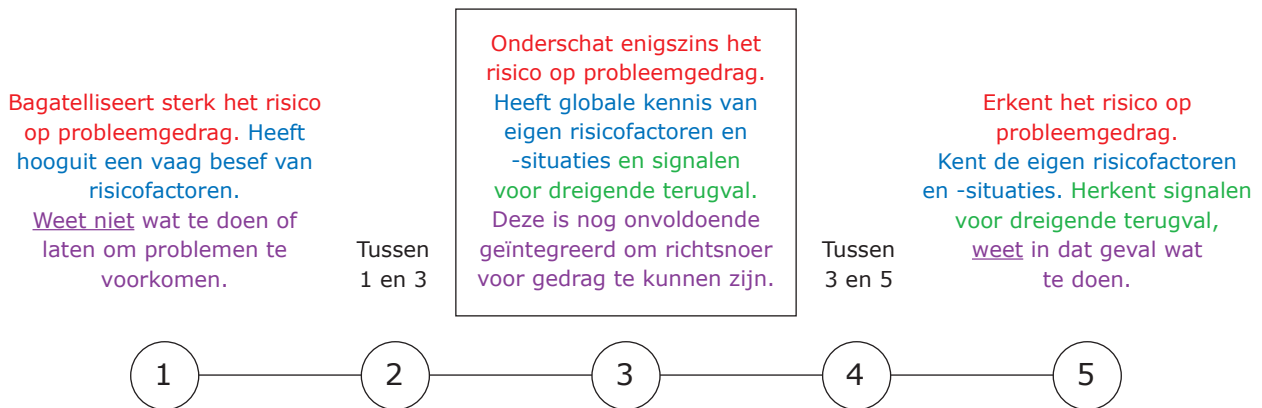 Bagatelliseert sterk het risico
op probleemgedrag. Heeft
hooguit een vaag besef van
risicofactoren.
Weet niet wat te doen of
laten om problemen te
voorkomen.
Tussen
1 en 3
Onderschat enigszins het
risico op probleemgedrag.
Heeft globale kennis van
eigen risicofactoren en
-situaties en signalen
voor dreigende terugval.
Deze is nog onvoldoende
geïntegreerd om richtsnoer
voor gedrag te kunnen zijn.
Tussen
3 en 5
Erkent het risico op
probleemgedrag.
Kent de eigen risicofactoren
en -situaties. Herkent signalen
voor dreigende terugval,
weet in dat geval wat
te doen.
1 2 3 4 5